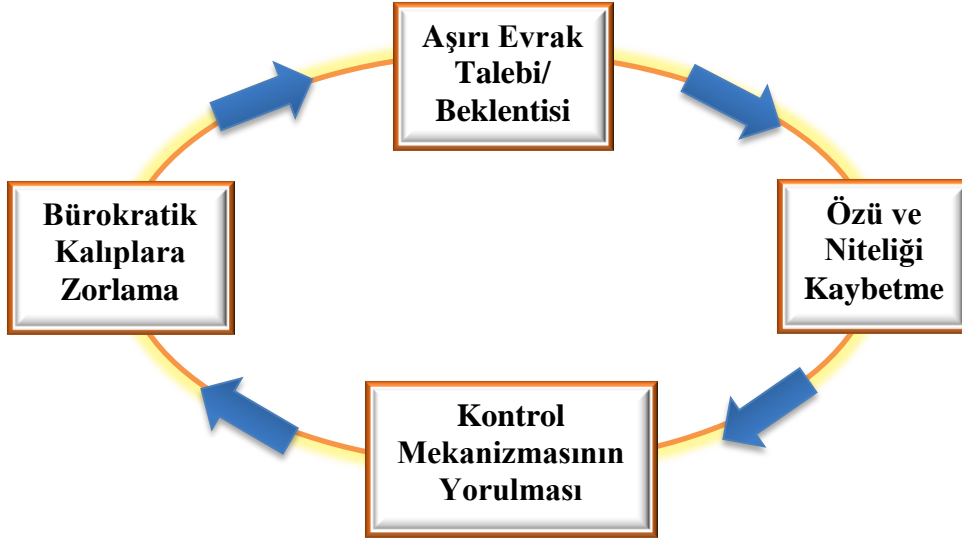 Aşırı Evrak
Talebi/
Beklentisi
Bürokratik
Kalıplara
Zorlama
Özü ve
Niteliği
Kaybetme
Kontrol
Mekanizmasının
Yorulması